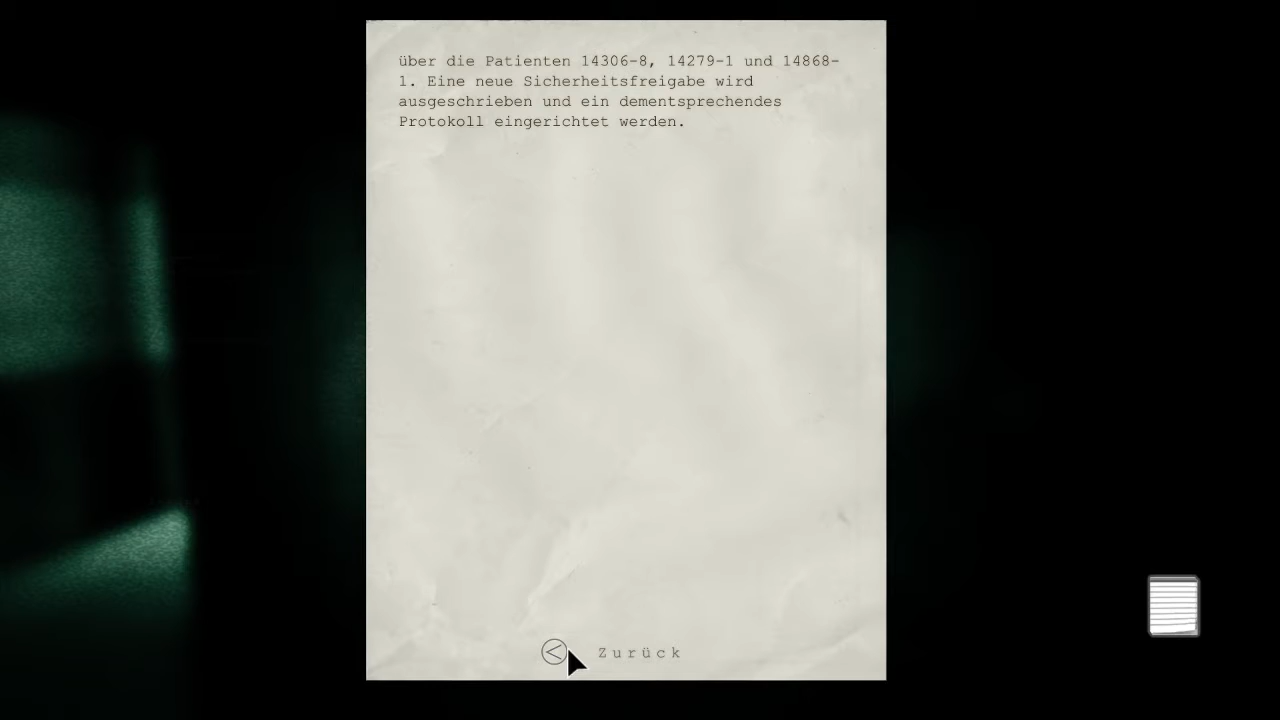 über die Patienten 14306-8, 14279-1 und 14868-
1. Eine neue Sicherheitsfreigabe wird
ausgeschrieben und ein dementsprechendes
Protokoll eingerichtet werden.
Zurück